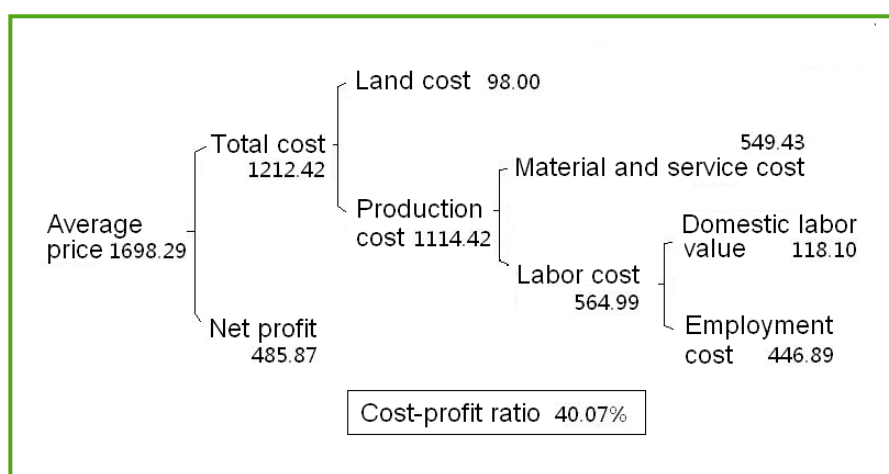 Land cost 98.00
Total cost
1212.42
549.43
Material and service cost
Production
cost 1114.42
Average
price 1698.29
Domestic labor
value 118.10
Labor cost
564.99
Net profit
485.87
Employment
cost 446.89
Cost-profit ratio 40.07%